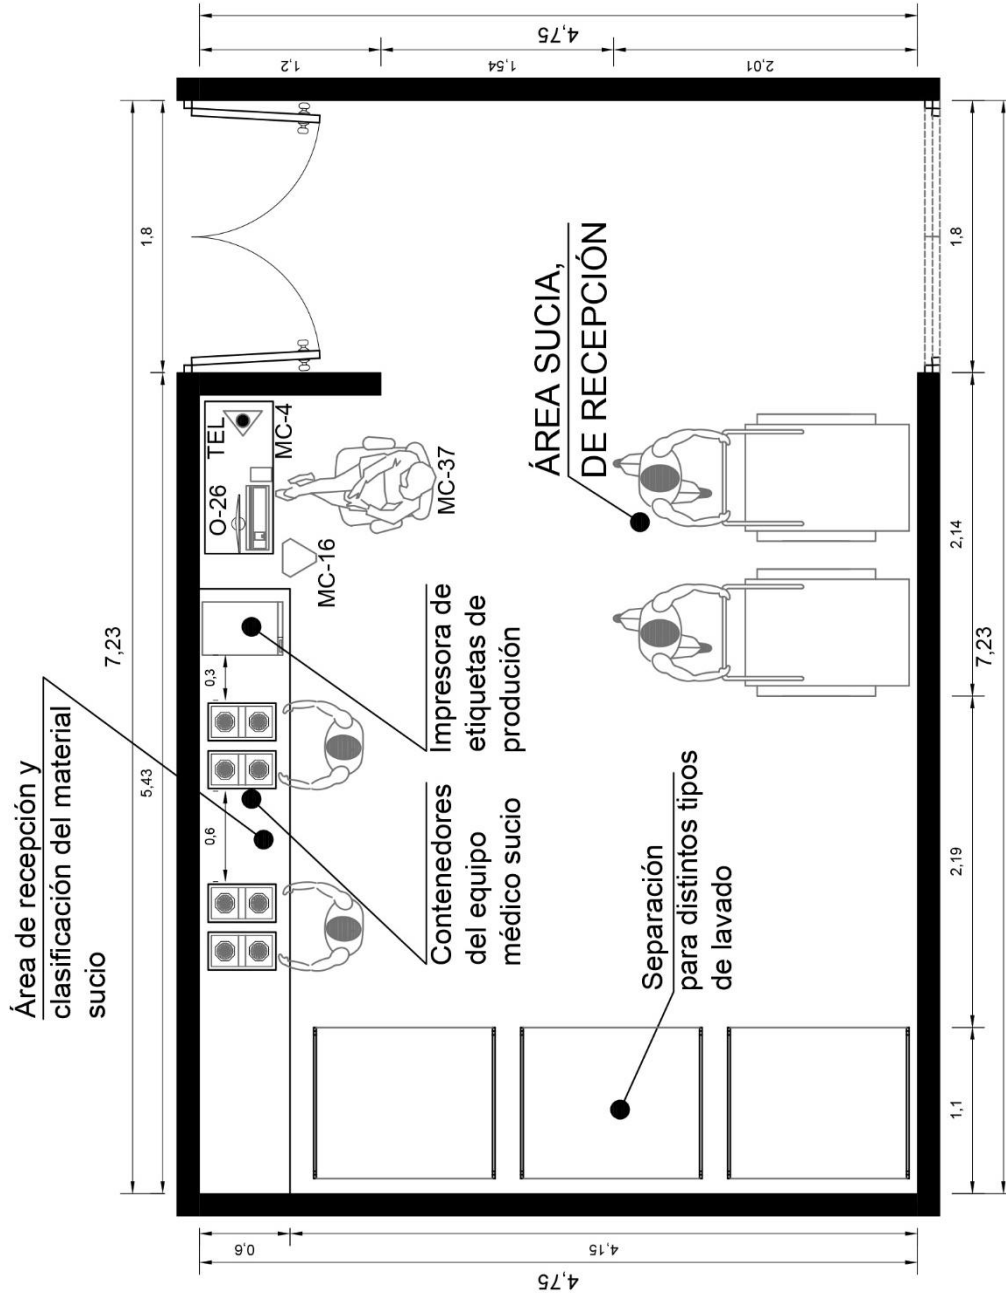 Área de recepción y
clasificación del material
sucio
7,23
5,43
1,8
0,6
0,3
O-26
TEL
MC-4
MC-16
MC-37
Contenedores
del equipo
médico sucio
Impresora de
etiquetas de
produción
ÁREA SUCIA,
DE RECEPCIÓN
Separación
para distintos tipos
de lavado
0,6
4,15
4,75
1,2
1,54
2,01
4,75
1,1
2,19
2,14
1,8
7,23